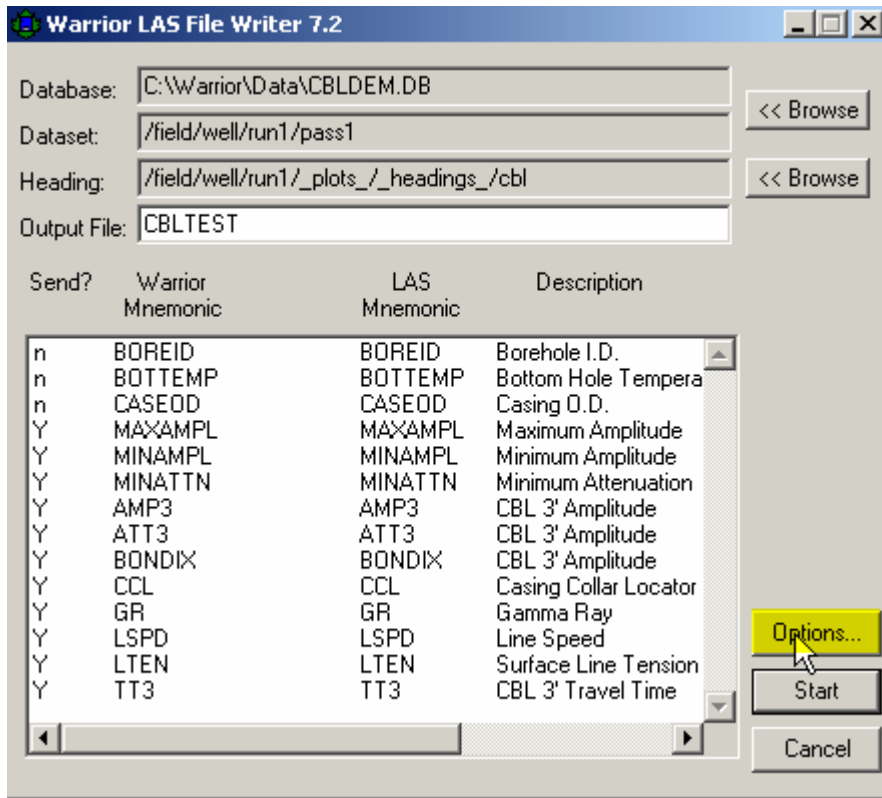 Warrior LAS File Writer 7.2
Database: C:\Warrior\Data\CBLDEM.DB
<< Browse
Dataset: /field/well/run1/pass1
Heading: /field/well/run1/_plots_/_headings_/cbl << Browse
Output File: CBLTEST
Send? Warrior Mnemonic LAS Mnemonic Description
n BOREID BOREID Borehole I.D.
n BOTTEMP BOTTEMP Bottom Hole Tempera
n CASEOD CASEOD Casing O.D.
Y MAXAMPL MAXAMPL Maximum Amplitude
Y MINAMPL MINAMPL Minimum Amplitude
Y MINATTN MINATTN Minimum Attenuation
Y AMP3 AMP3 CBL 3' Amplitude
Y ATT3 ATT3 CBL 3' Amplitude
Y BONDIX BONDIX CBL 3' Amplitude
Y CCL CCL Casing Collar Locator
Y GR GR Gamma Ray
Y LSPD LSPD Line Speed
Y LTEN LTEN Surface Line Tension
Y TT3 TT3 CBL 3' Travel Time
Options...
Start
Cancel